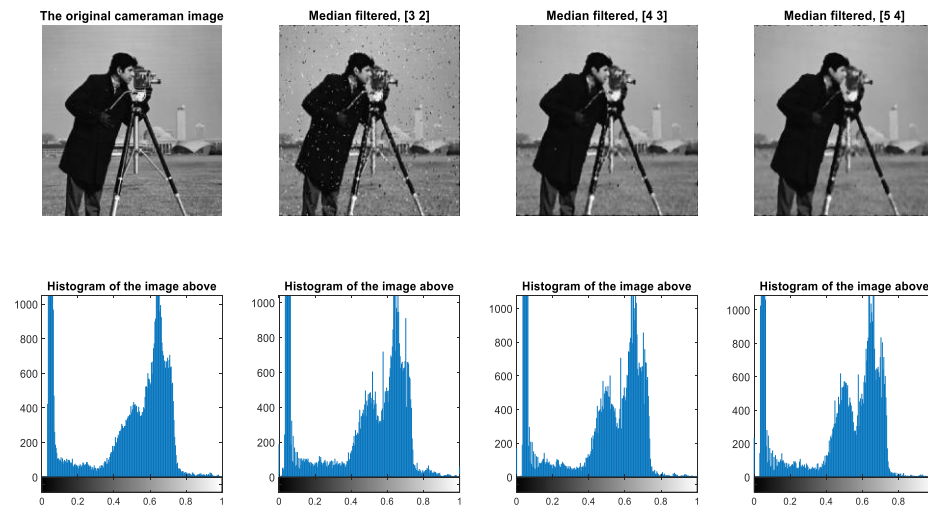 The original cameraman image
Median filtered, [3 2]
Median filtered, [4 3]
Median filtered, [5 4]
Histogram of the image above
1000
800
600
400
200
0
0 0.2 0.4 0.6 0.8 1
Histogram of the image above
1000
800
600
400
200
0
0 0.2 0.4 0.6 0.8 1
Histogram of the image above
1000
800
600
400
200
0
0 0.2 0.4 0.6 0.8 1
Histogram of the image above
1000
800
600
400
200
0
0 0.2 0.4 0.6 0.8